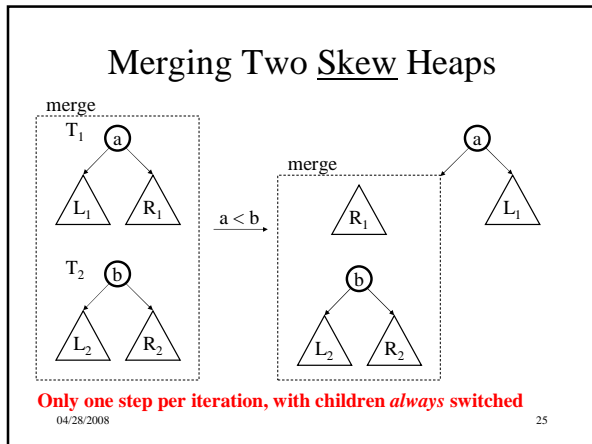 Merging Two Skew Heaps
merge
T1
a
L1 R1
T2
b
L2 R2
a < b
merge
a
R1 L1
b
L2 R2
Only one step per iteration, with children always switched
04/28/2008 25